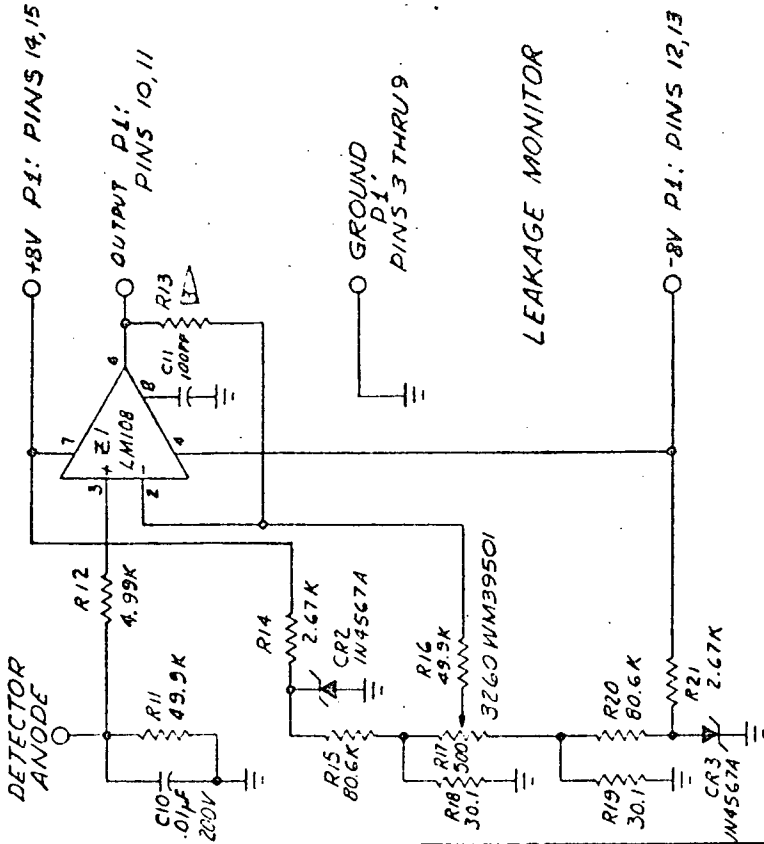 +8V P1: PINS 14,15
OUTPUT P1:
PINS 10,11
GROUND
P1:
PINS 3 THRU 9
LEAKAGE MONITOR
-8V P1: PINS 12,13
DETECTOR
ANODE
C10
.01µF
200V
R11
49.9K
R12
4.99K
3
+
2
-
Z1
LM108
7
6
8
4
C11
100PF
R13
R14
2.67K
CR2
1N4567A
R15
80.6K
R16
49.9K
3260WM39501
R17
500
R18
30.1
R19
30.1
R20
80.6K
R21
2.67K
CR3
1N4567A